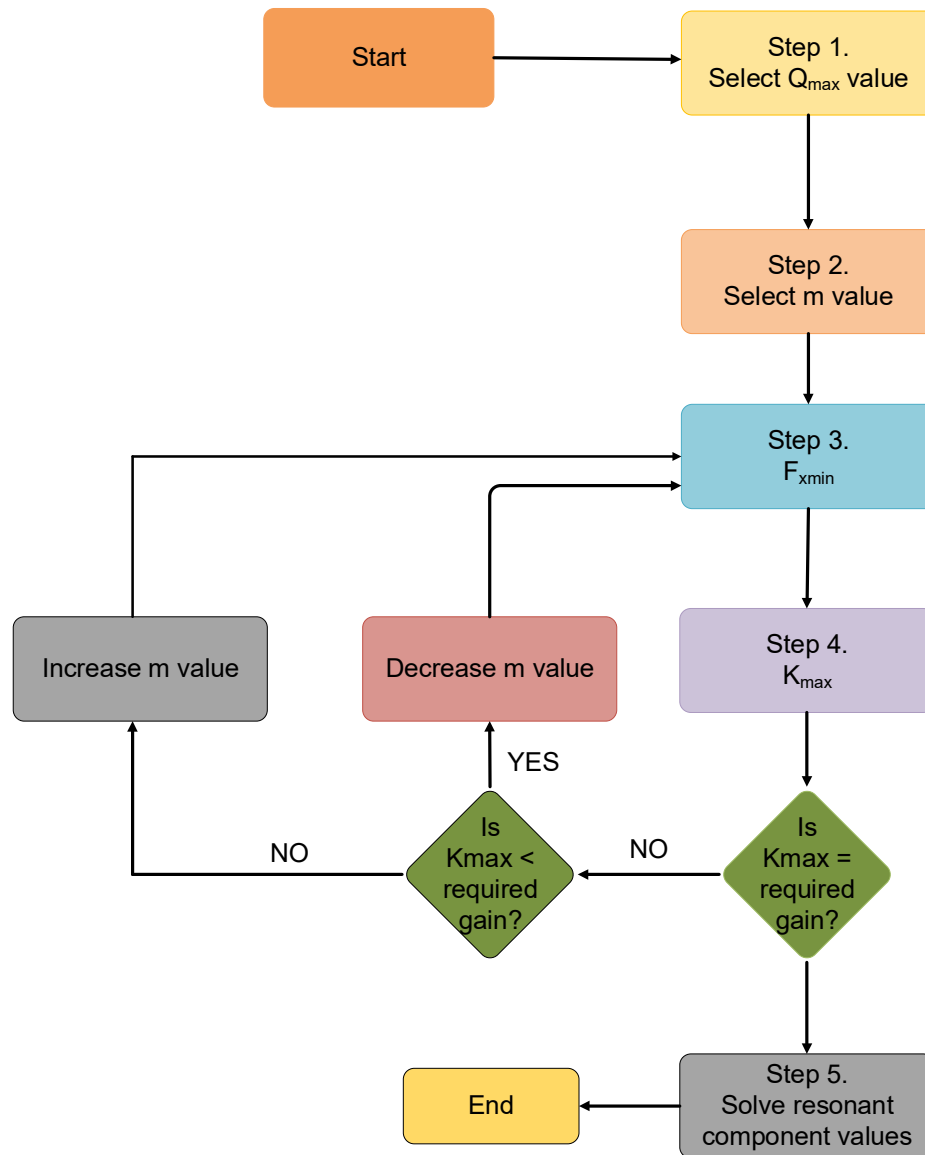 Start
Step 1.
Select Qmax value
Step 2.
Select m value
Step 3.
Fxmin
Increase m value
Decrease m value
Step 4.
Kmax
YES
NO
Is
Kmax <
required
gain?
NO
Is
Kmax =
required
gain?
End
Step 5.
Solve resonant
component values